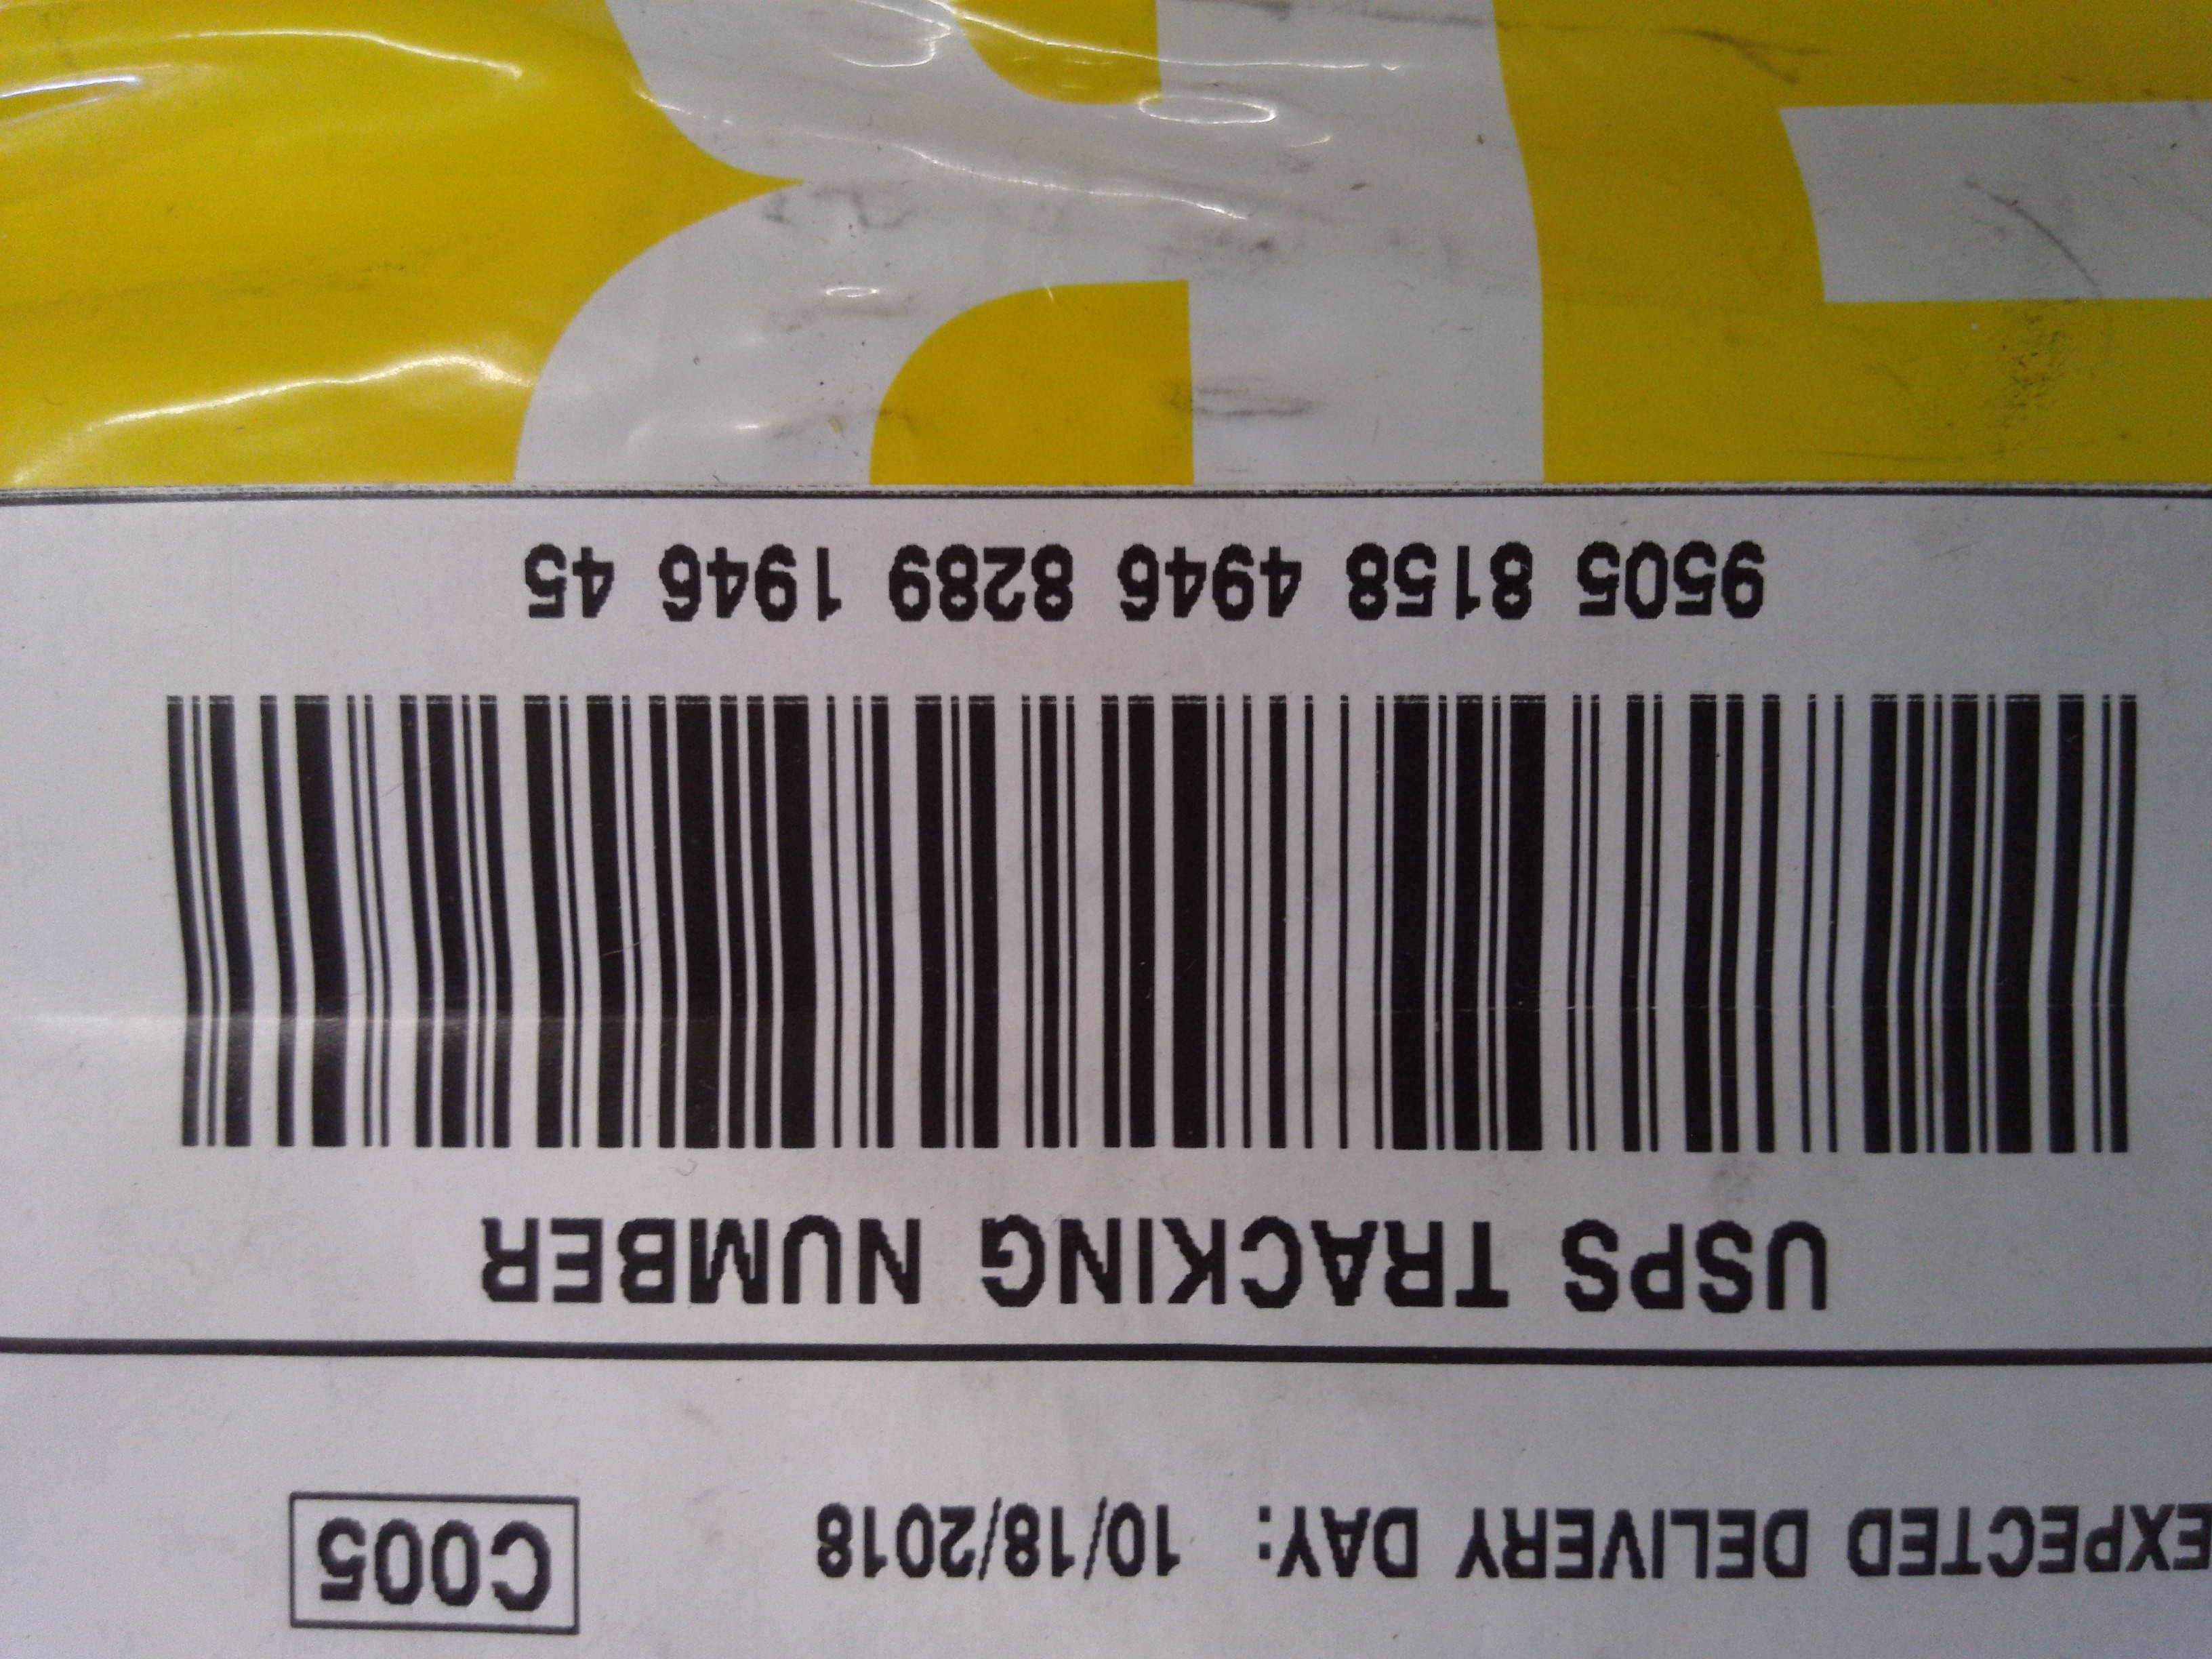 EXPECTED DELIVERY DAY: 10/18/2018
C005
USPS TRACKING NUMBER
9505 8158 4946 8289 1946 45